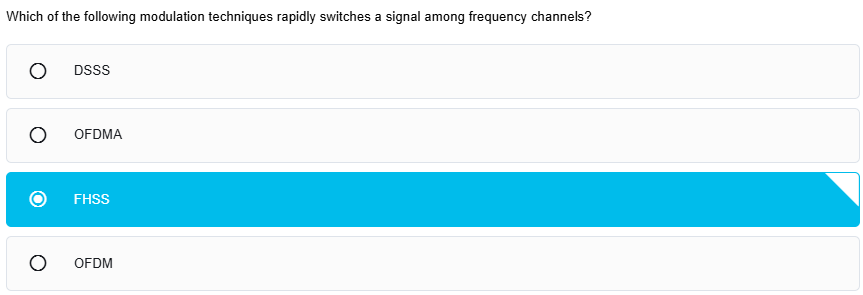 Which of the following modulation techniques rapidly switches a signal among frequency channels?
DSSS
OFDMA
FHSS
OFDM